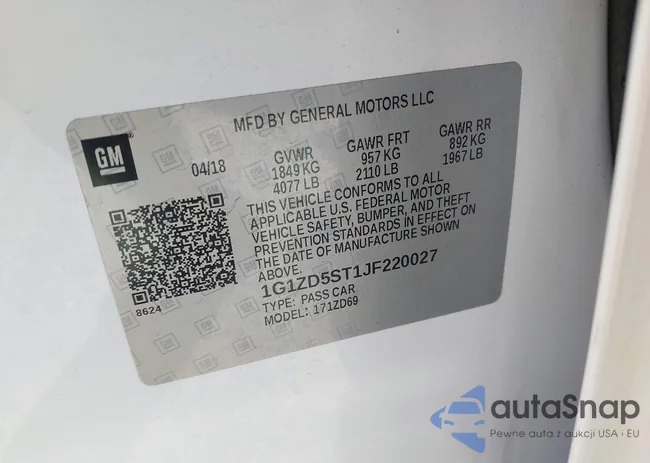 MFD BY GENERAL MOTORS LLC
GM
04/18
GVWR
1849 KG
4077 LB
GAWR FRT
957 KG
2110 LB
GAWR RR
892 KG
1967 LB
THIS VEHICLE CONFORMS TO ALL
APPLICABLE U.S. FEDERAL MOTOR
VEHICLE SAFETY, BUMPER, AND THEFT
PREVENTION STANDARDS IN EFFECT ON
THE DATE OF MANUFACTURE SHOWN
ABOVE.
1G1ZD5ST1JF220027
TYPE: PASS CAR
MODEL: 171ZD69
8624
autaSnap
Pewne auta z aukcji USA i EU